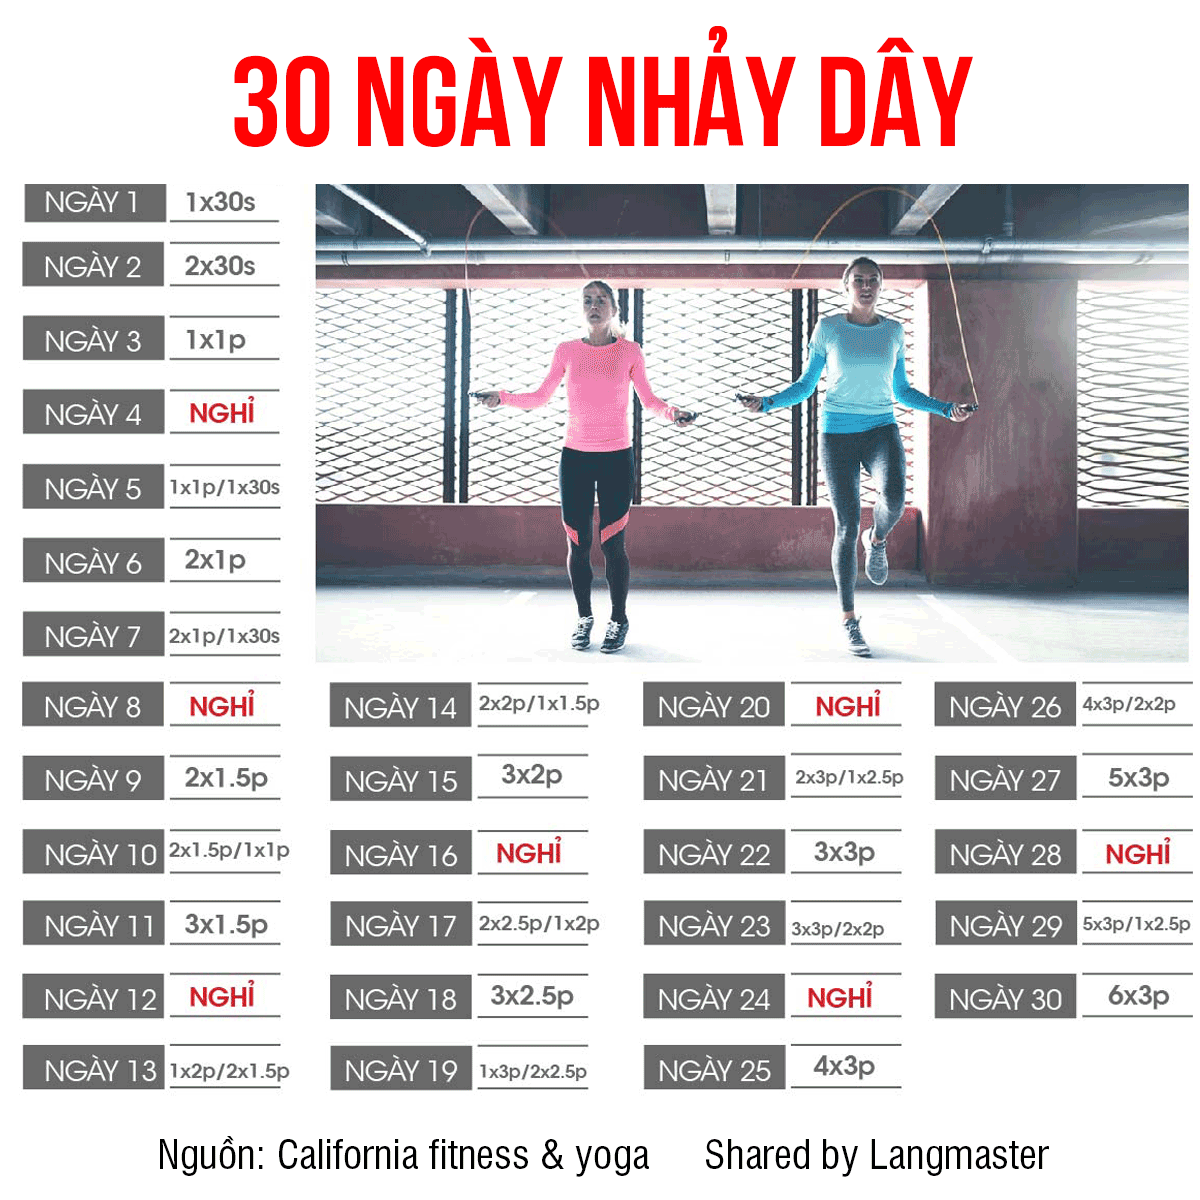 30 NGÀY NHẢY DÂY
NGÀY 1 1x30s
NGÀY 2 2x30s
NGÀY 3 1x1p
NGÀY 4 NGHỈ
NGÀY 5 1x1p/1x30s
NGÀY 6 2x1p
NGÀY 7 2x1p/1x30s
NGÀY 8 NGHỈ
NGÀY 9 2x1.5p
NGÀY 10 2x1.5p/1x1p
NGÀY 11 3x1.5p
NGÀY 12 NGHỈ
NGÀY 13 1x2p/2x1.5p
NGÀY 14 2x2p/1x1.5p
NGÀY 15 3x2p
NGÀY 16 NGHỈ
NGÀY 17 2x2.5p/1x2p
NGÀY 18 3x2.5p
NGÀY 19 1x3p/2x2.5p
NGÀY 20 NGHỈ
NGÀY 21 2x3p/1x2.5p
NGÀY 22 3x3p
NGÀY 23 3x3p/2x2p
NGÀY 24 NGHỈ
NGÀY 25 4x3p
NGÀY 26 4x3p/2x2p
NGÀY 27 5x3p
NGÀY 28 NGHỈ
NGÀY 29 5x3p/1x2.5p
NGÀY 30 6x3p
Nguồn: California fitness & yoga Shared by Langmaster